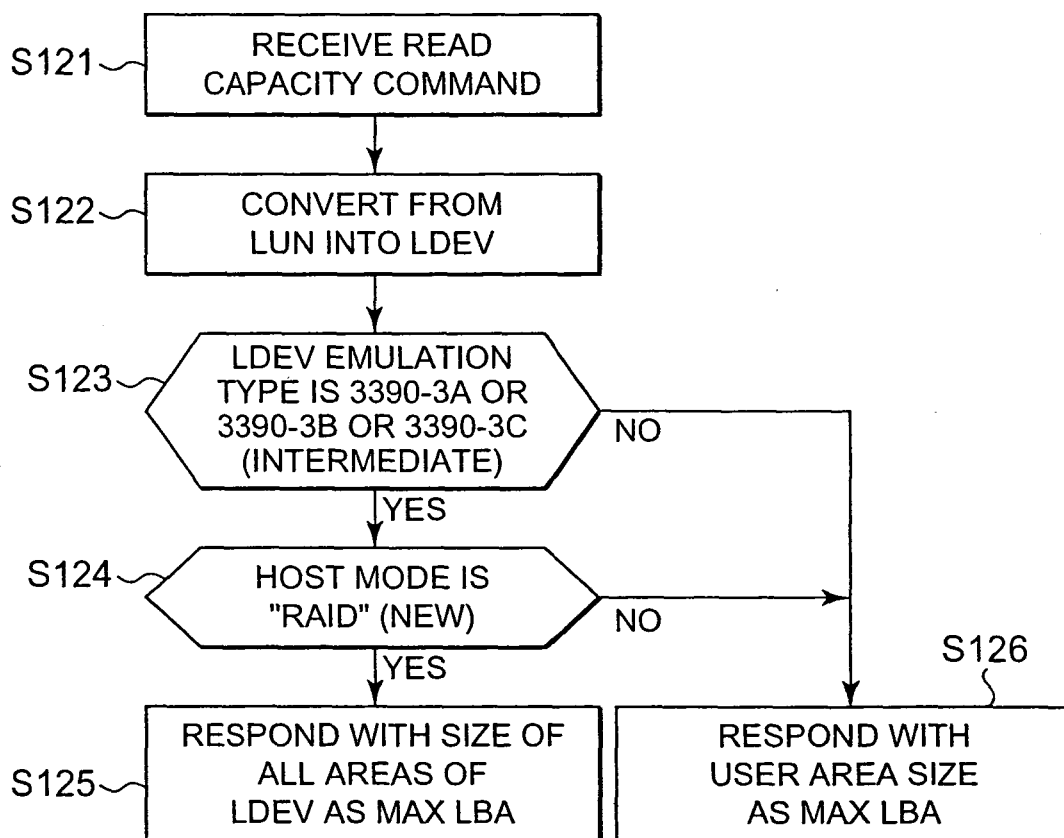 S121
RECEIVE READ
CAPACITY COMMAND
S122
CONVERT FROM
LUN INTO LDEV
S123
LDEV EMULATION
TYPE IS 3390-3A OR
3390-3B OR 3390-3C
(INTERMEDIATE)
NO
YES
S124
HOST MODE IS
"RAID" (NEW)
NO
YES
S125
RESPOND WITH SIZE OF
ALL AREAS OF
LDEV AS MAX LBA
S126
RESPOND WITH
USER AREA SIZE
AS MAX LBA